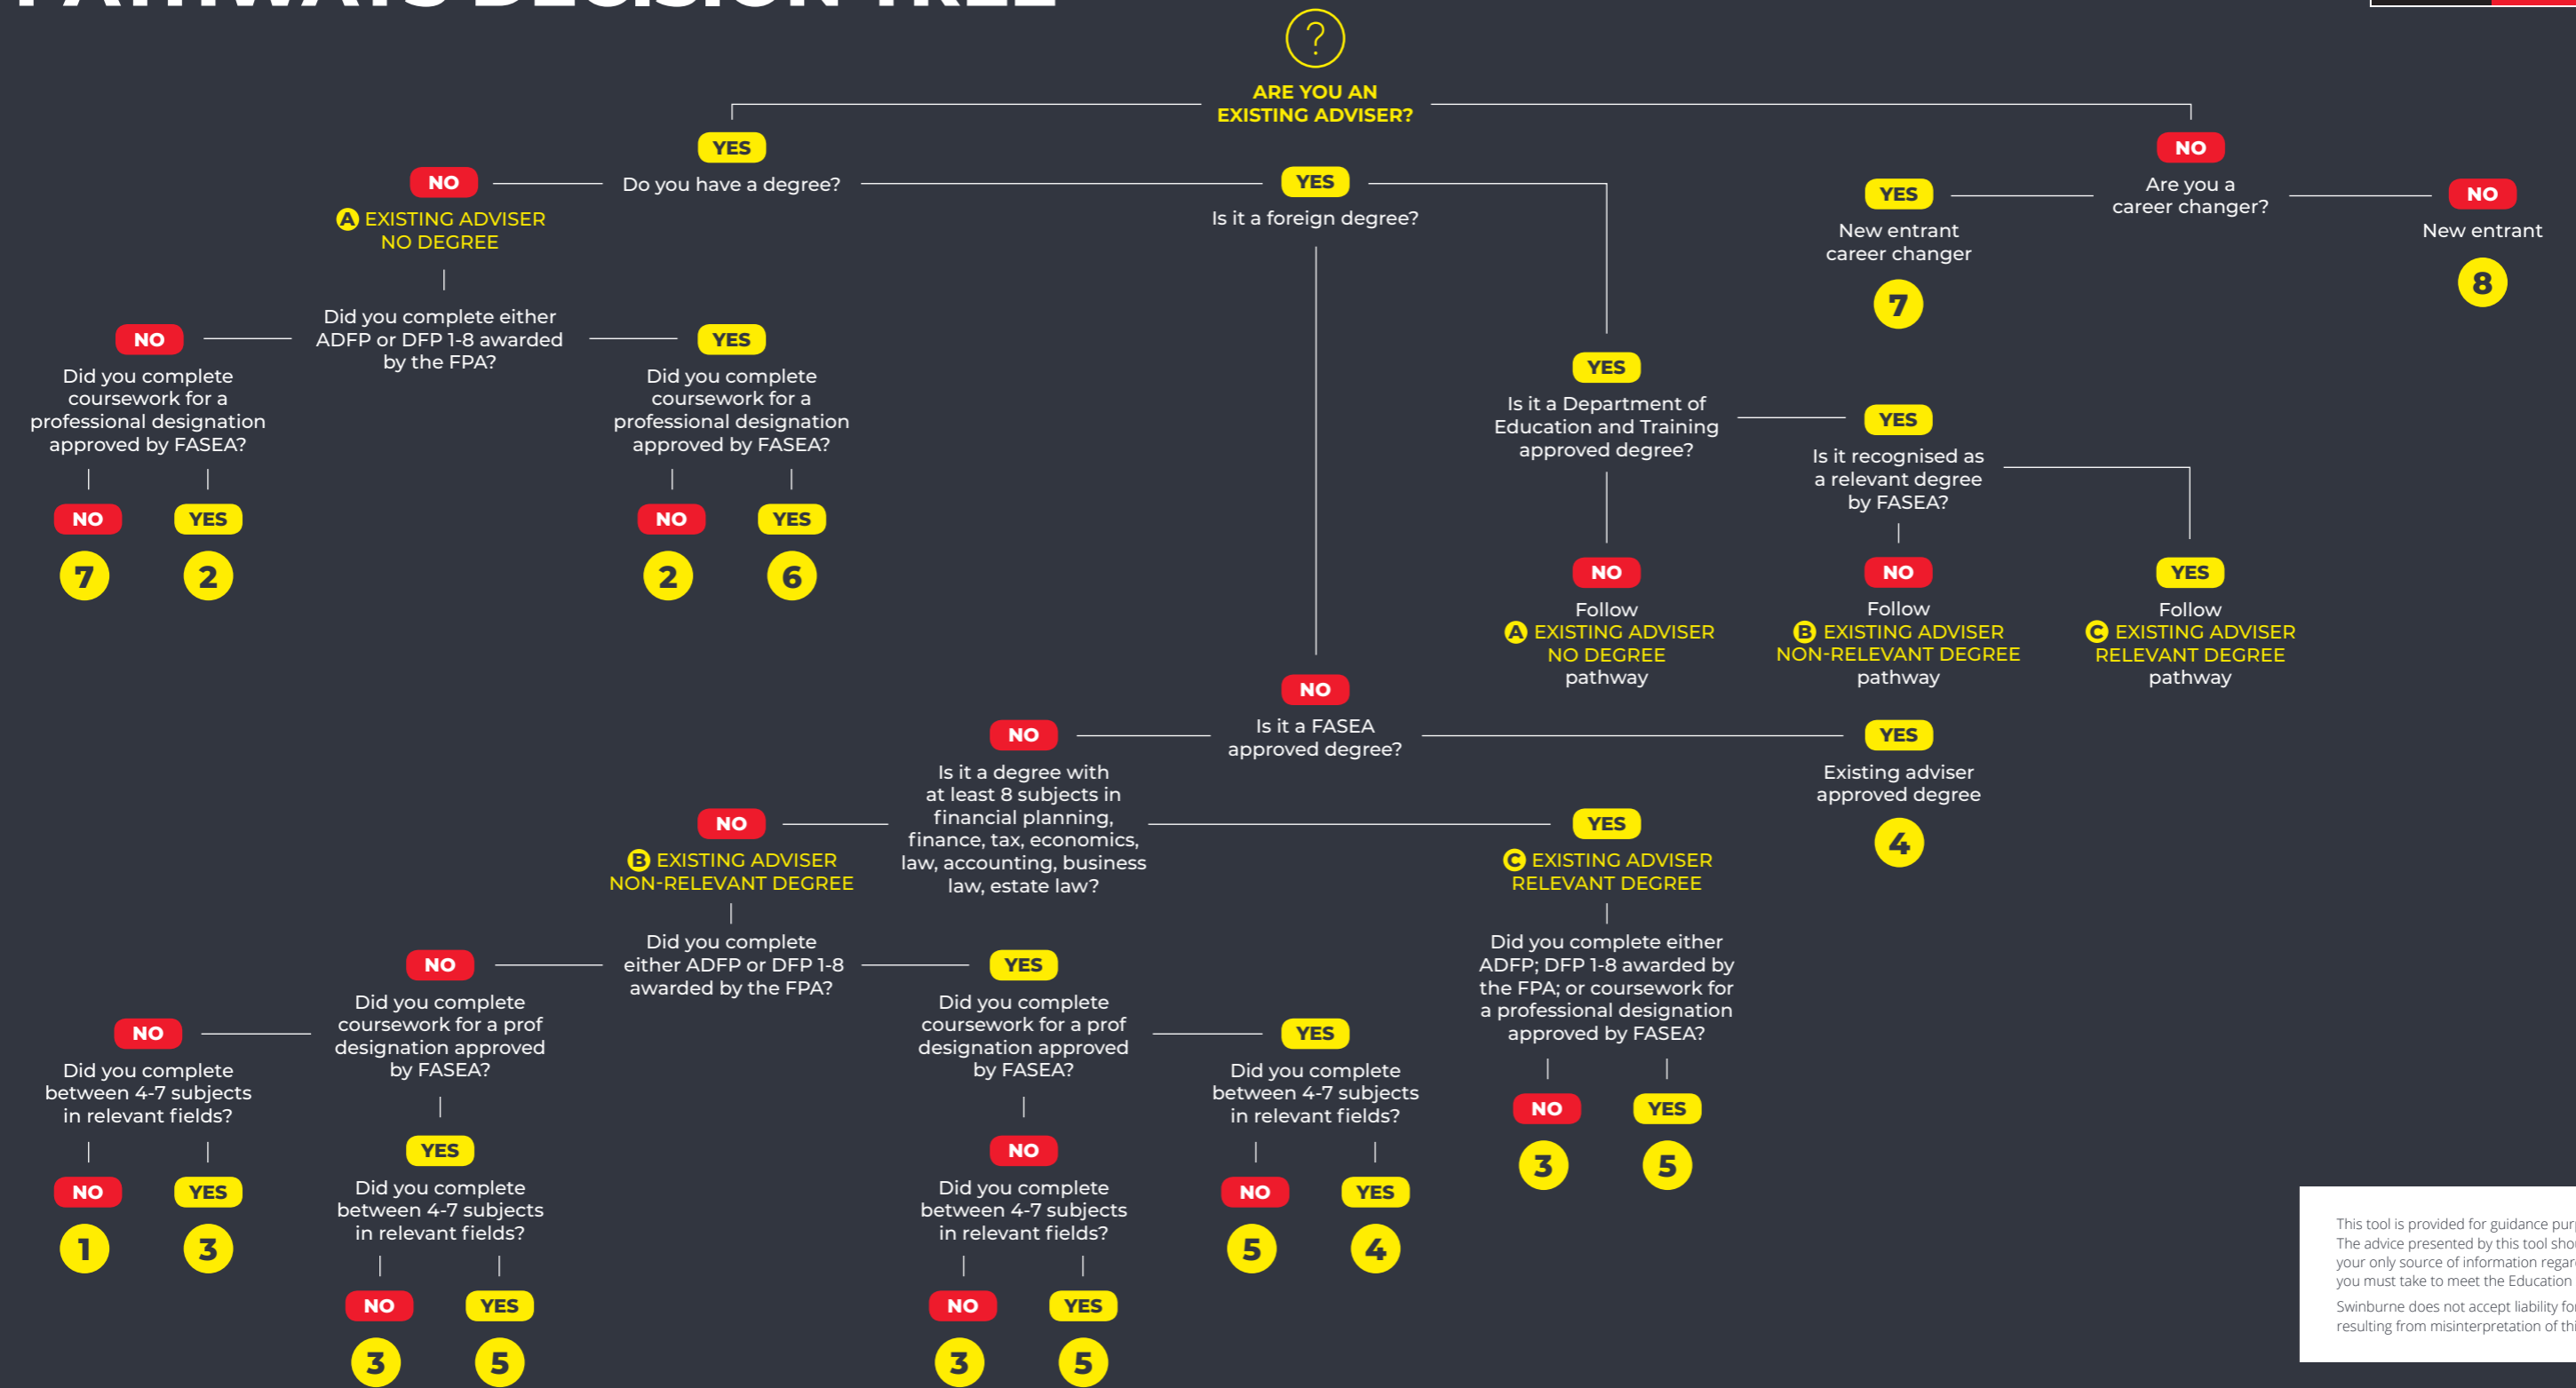 PATHWAYS DECISION TREE
?
ARE YOU AN
EXISTING ADVISER?
YES
Do you have a degree?
NO
A EXISTING ADVISER
NO DEGREE
Did you complete either
ADFP or DFP 1-8 awarded
by the FPA?
NO
Did you complete
coursework for a
professional designation
approved by FASEA?
NO
YES
7
2
YES
Did you complete
coursework for a
professional designation
approved by FASEA?
NO
YES
2
6
YES
Is it a foreign degree?
YES
Is it a Department of
Education and Training
approved degree?
NO
Follow
A EXISTING ADVISER
NO DEGREE
pathway
YES
Is it recognised as
a relevant degree
by FASEA?
NO
Follow
B EXISTING ADVISER
NON-RELEVANT DEGREE
pathway
YES
Follow
C EXISTING ADVISER
RELEVANT DEGREE
pathway
NO
Are you a
career changer?
YES
New entrant
career changer
7
NO
New entrant
8
NO
Is it a FASEA
approved degree?
YES
Existing adviser
approved degree
4
NO
Is it a degree with
at least 8 subjects in
financial planning,
finance, tax, economics,
law, accounting, business
law, estate law?
NO
B EXISTING ADVISER
NON-RELEVANT DEGREE
Did you complete
either ADFP or DFP 1-8
awarded by the FPA?
NO
Did you complete
coursework for a prof
designation approved
by FASEA?
NO
Did you complete
between 4-7 subjects
in relevant fields?
NO
YES
1
3
YES
Did you complete
between 4-7 subjects
in relevant fields?
NO
YES
3
5
YES
Did you complete
coursework for a prof
designation approved
by FASEA?
NO
Did you complete
between 4-7 subjects
in relevant fields?
NO
YES
3
5
YES
Did you complete
between 4-7 subjects
in relevant fields?
NO
YES
5
4
YES
C EXISTING ADVISER
RELEVANT DEGREE
Did you complete either
ADFP; DFP 1-8 awarded by
the FPA; or coursework for
a professional designation
approved by FASEA?
NO
YES
3
5
This tool is provided for guidance
The advice presented by this tool
your only source of information
you must take to meet the Education
Swinburne does not accept liability
resulting from misinterpretation of